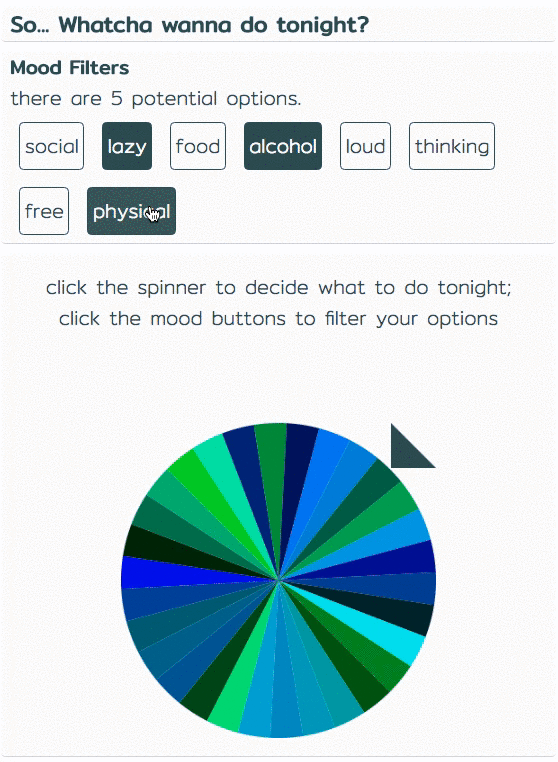 So... Whatcha wanna do tonight?
Mood Filters
there are 5 potential options.
social lazy food alcohol loud thinking
free physical
click the spinner to decide what to do tonight;
click the mood buttons to filter your options